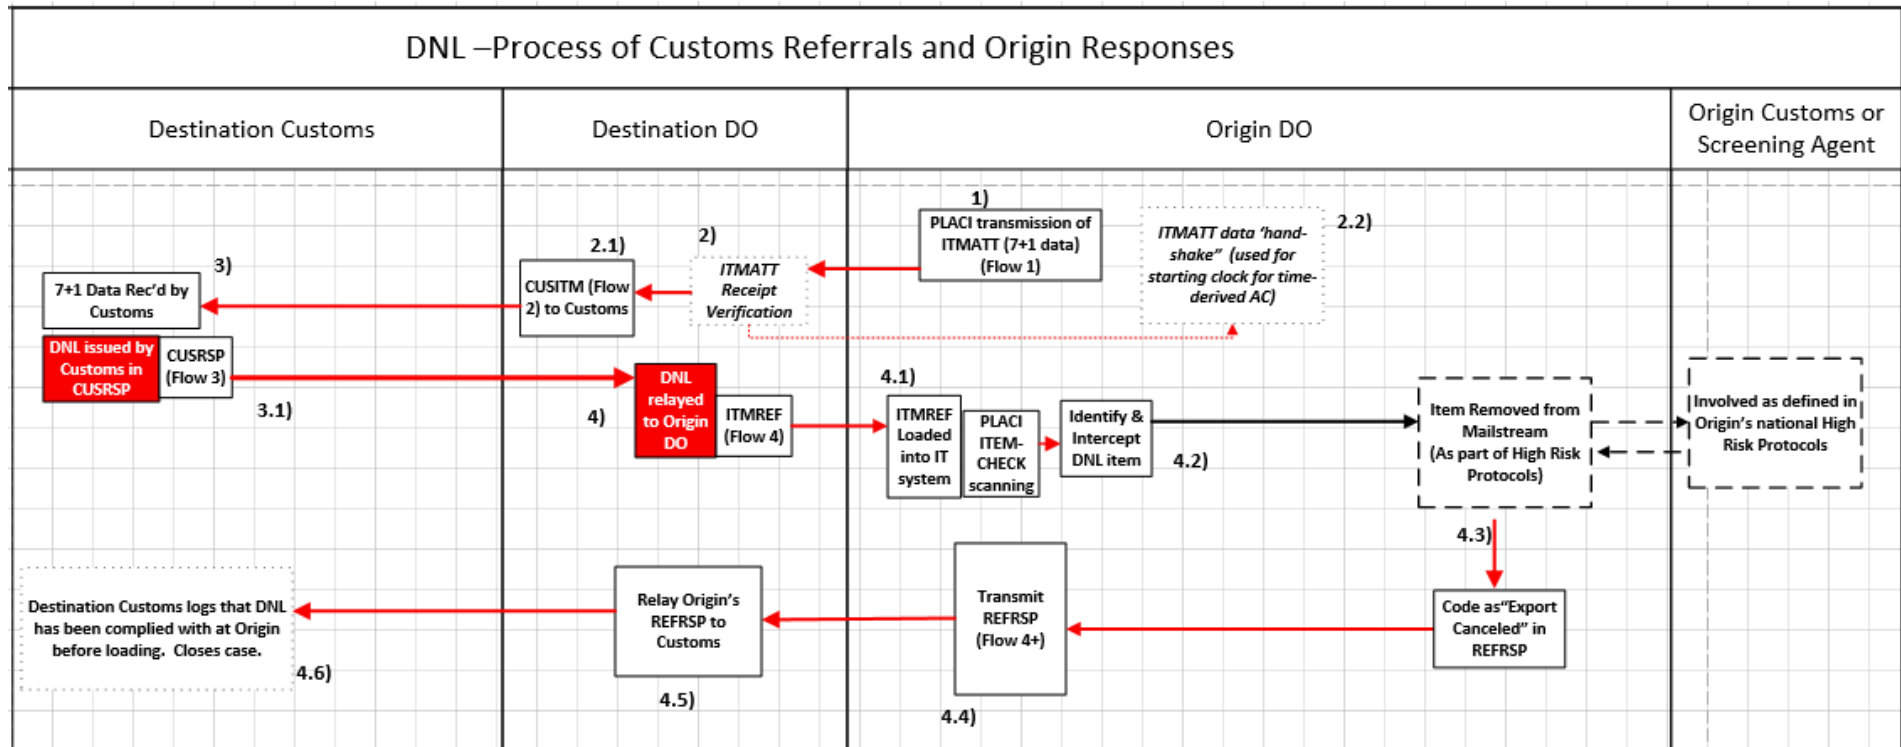 DNL –Process of Customs Referrals and Origin Responses
Destination Customs
Destination DO
Origin DO
Origin Customs or
Screening Agent
1)
PLACI transmission of
ITMATT (7+1 data)
(Flow 1)
2)
ITMATT
Receipt
Verification
2.2)
ITMATT data ‘hand-
shake” (used for
starting clock for time-
derived AC)
2.1)
CUSITM (Flow
2) to Customs
3)
7+1 Data Rec’d by
Customs
DNL issued by
Customs in
CUSRSP
CUSRSP
(Flow 3)
3.1)
4)
DNL
relayed
to Origin
DO
ITMREF
(Flow 4)
4.1)
ITMREF
Loaded
into IT
system
PLACI
ITEM-
CHECK
scanning
Identify &
Intercept
DNL item
4.2)
Item Removed from
Mailstream
(As part of High Risk
Protocols)
Involved as defined in
Origin’s national High
Risk Protocols
4.3)
Code as“Export
Canceled” in
REFRSP
Transmit
REFRSP
(Flow 4+)
4.4)
Relay Origin’s
REFRSP to
Customs
4.5)
Destination Customs logs that DNL
has been complied with at Origin
before loading. Closes case.
4.6)